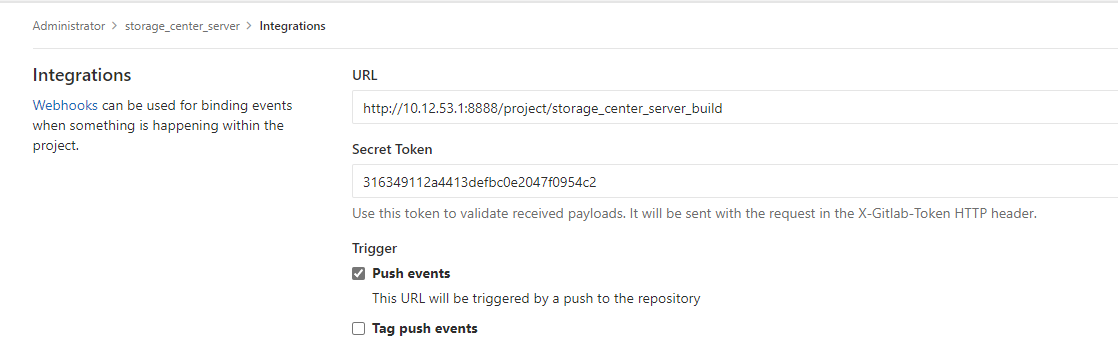 Administrator > storage_center_server > Integrations
Integrations
Webhooks can be used for binding events
when something is happening within the
project.
URL
http://10.12.53.1:8888/project/storage_center_server_build
Secret Token
316349112a4413defbc0e2047f0954c2
Use this token to validate received payloads. It will be sent with the request in the X-Gitlab-Token HTTP header.
Trigger
Push events
This URL will be triggered by a push to the repository
Tag push events